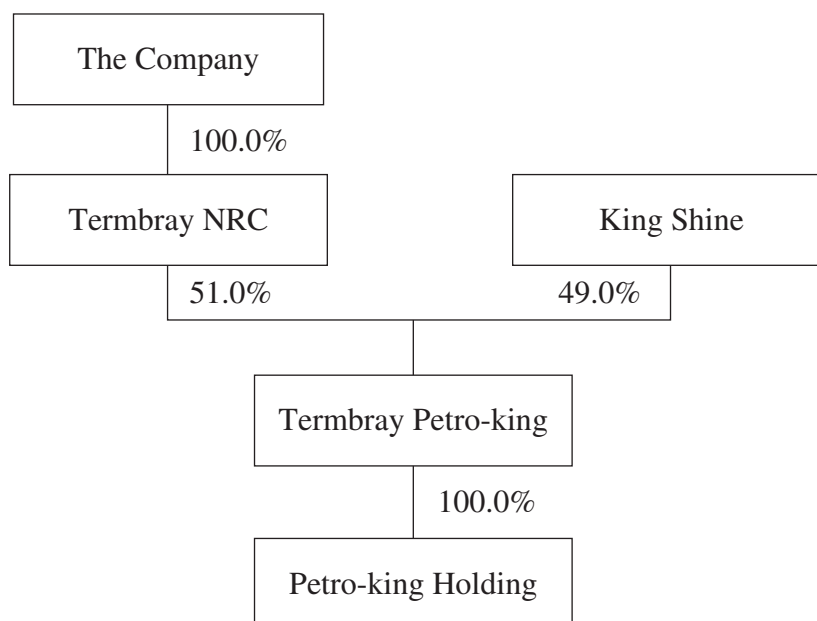 The Company
100.0%
Termbray NRC
King Shine
51.0%
49.0%
Termbray Petro-king
100.0%
Petro-king Holding